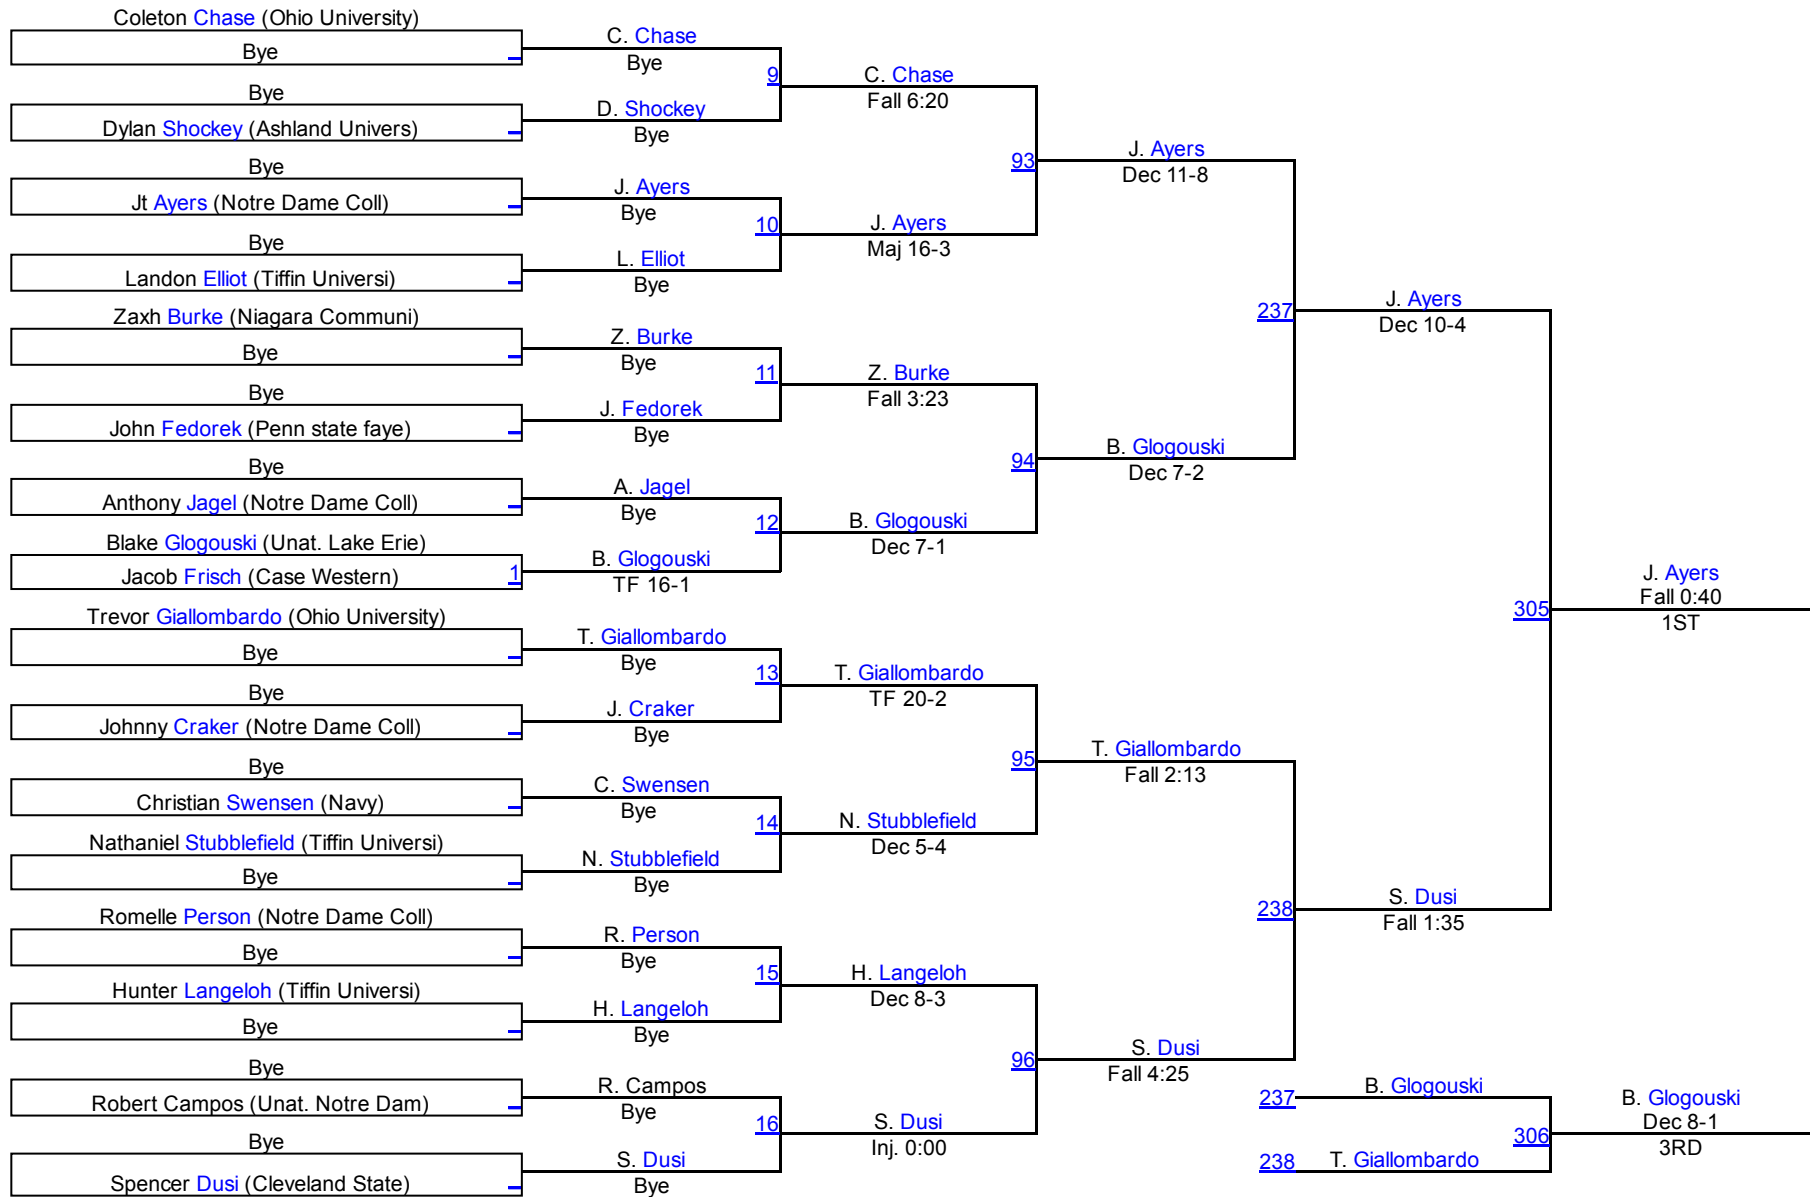 Coleton Chase (Ohio University)
Bye
Bye
Dylan Shockey (Ashland Univers)
Bye
Jt Ayers (Notre Dame Coll)
Bye
Landon Elliot (Tiffin Universi)
Zaxh Burke (Niagara Communi)
Bye
Bye
John Fedorek (Penn state faye)
Bye
Anthony Jagel (Notre Dame Coll)
Blake Glogouski (Unat. Lake Erie)
Jacob Frisch (Case Western) 1
Trevor Giallombardo (Ohio University)
Bye
Bye
Johnny Craker (Notre Dame Coll)
Bye
Christian Swensen (Navy)
Nathaniel Stubblefield (Tiffin Universi)
Bye
Romelle Person (Notre Dame Coll)
Bye
Hunter Langeloh (Tiffin Universi)
Bye
Bye
Robert Campos (Unat. Notre Dam)
Bye
Spencer Dusi (Cleveland State)
C. Chase
Bye
9
D. Shockey
Bye
J. Ayers
Bye
10
L. Elliot
Bye
Z. Burke
Bye
11
J. Fedorek
Bye
A. Jagel
Bye
12
B. Glogouski
TF 16-1
T. Giallombardo
Bye
13
J. Craker
Bye
C. Swensen
Bye
14
N. Stubblefield
Bye
R. Person
Bye
15
H. Langeloh
Bye
R. Campos
Bye
16
S. Dusi
Bye
C. Chase
Fall 6:20
93
J. Ayers
Maj 16-3
Z. Burke
Fall 3:23
94
B. Glogouski
Dec 7-1
T. Giallombardo
TF 20-2
95
N. Stubblefield
Dec 5-4
H. Langeloh
Dec 8-3
96
S. Dusi
Inj. 0:00
J. Ayers
Dec 11-8
237
B. Glogouski
Dec 7-2
T. Giallombardo
Fall 2:13
238
S. Dusi
Fall 4:25
J. Ayers
Dec 10-4
305
S. Dusi
Fall 1:35
J. Ayers
Fall 0:40
1ST
237 B. Glogouski
306
238 T. Giallombardo
B. Glogouski
Dec 8-1
3RD